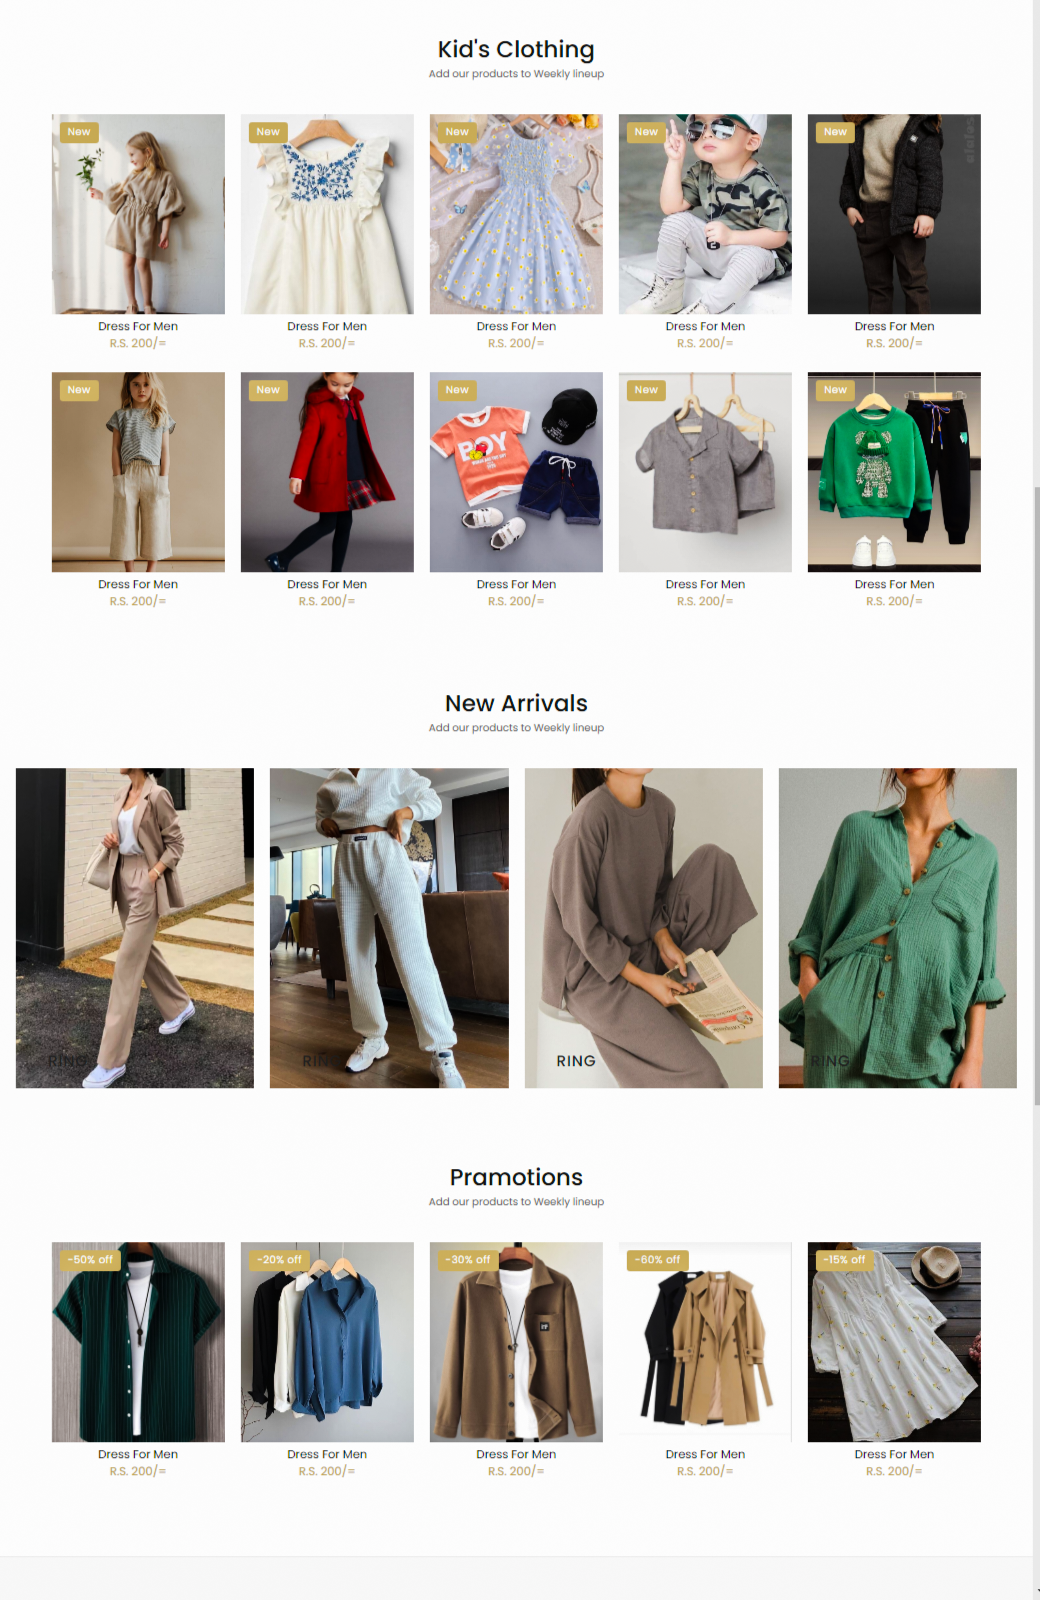 Kid's Clothing
Add our products to Weekly lineup
New
New
New
New
New
Dress For Men
Dress For Men
Dress For Men
Dress For Men
Dress For Men
R.S. 200/=
R.S. 200/=
R.S. 200/=
R.S. 200/=
R.S. 200/=
New
New
New
New
New
BOY
Dress For Men
Dress For Men
Dress For Men
Dress For Men
Dress For Men
R.S. 200/=
R.S. 200/=
R.S. 200/=
R.S. 200/=
R.S. 200/=
New Arrivals
Add our products to Weekly lineup
RING
RING
RING
RING
Pramotions
Add our products to Weekly lineup
-50% off
-20% off
-30% off
-60% off
-15% off
Dress For Men
Dress For Men
Dress For Men
Dress For Men
Dress For Men
R.S. 200/=
R.S. 200/=
R.S. 200/=
R.S. 200/=
R.S. 200/=